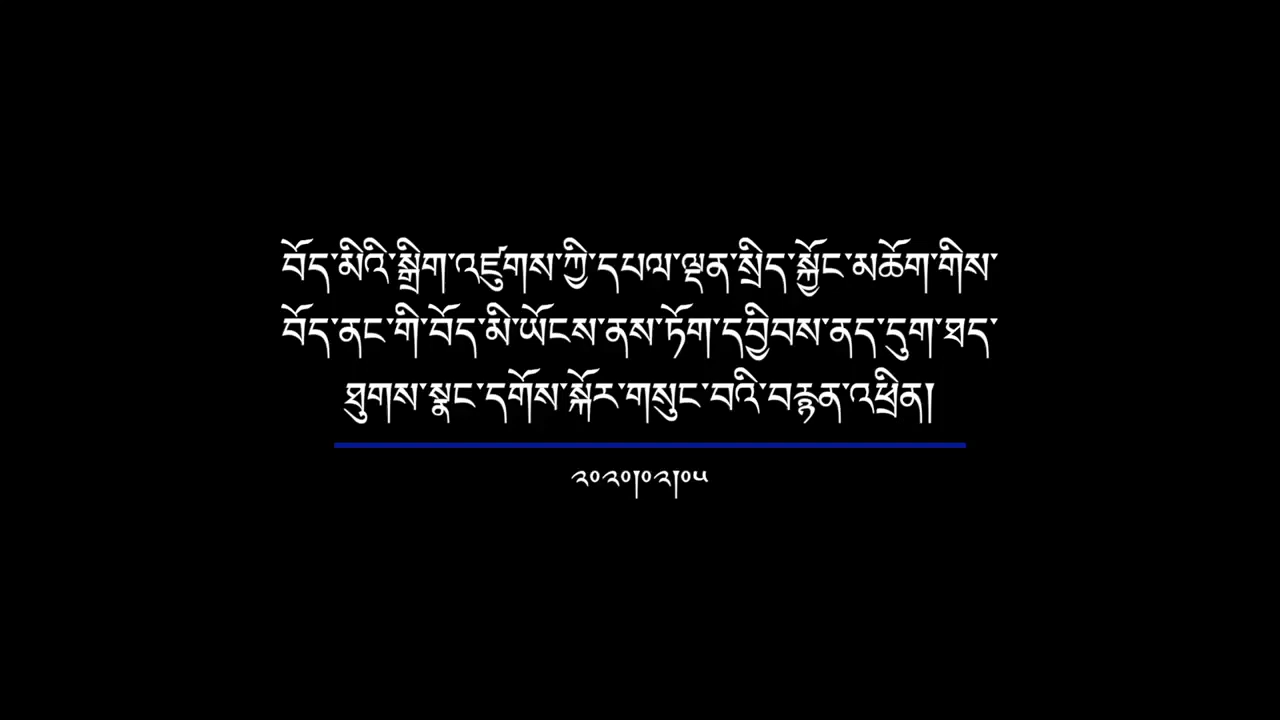 བོད་མིའི་སྒྲིག་འཛུགས་ཀྱི་དཔལ་ལྡན་སྲིད་སྐྱོང་མཆོག་གིས་
བོད་ནང་གི་བོད་མི་ཡོངས་ནས་ཏོག་དབྱིབས་ནད་དུག་ཐད་
ཐུགས་སྣང་དགོས་སྐོར་གསུང་བའི་བརྙན་འཕྲིན།
༢༠༢༠།༠༢།༠༥